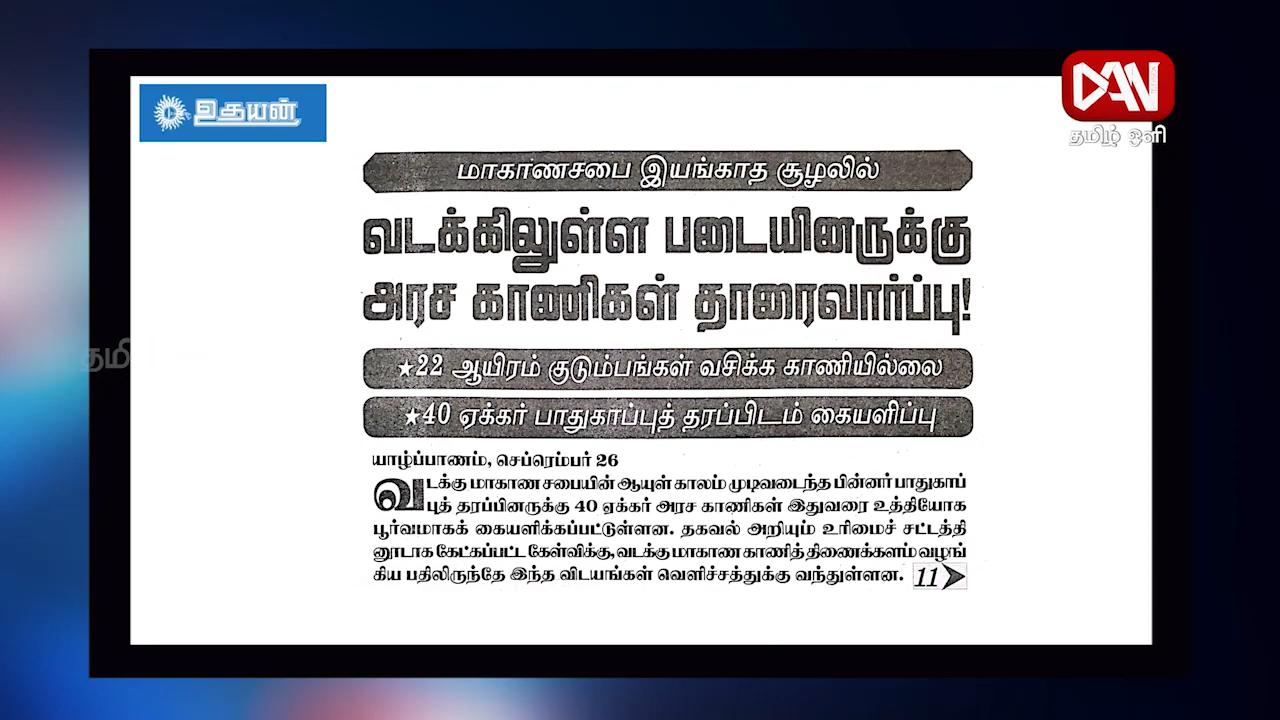 உதயன்
DAN
தமிழ் ஒளி
மாகாணசபை இயங்காத சூழலில்
வடக்கிலுள்ள படையினருக்கு
அரச காணிகள் தாரைவார்ப்பு!
★22 ஆயிரம் குடும்பங்கள் வசிக்க காணியில்லை
★40 ஏக்கர் பாதுகாப்புத் தரப்பிடம் கையளிப்பு
தமி
யாழ்ப்பாணம், செப்ரெம்பர் 26
வடக்கு மாகாண சபையின் ஆயுள் காலம் முடிவடைந்த பின்னர் பாதுகாப்
புத் தரப்பினருக்கு 40 ஏக்கர் அரச காணிகள் இதுவரை உத்தியோக
பூர்வமாகக் கையளிக்கப்பட்டுள்ளன. தகவல் அறியும் உரிமைச் சட்டத்தி
னூடாக கேட்கப்பட்ட கேள்விக்கு, வடக்கு மாகாண காணித் திணைக்களம் வழங்
கிய பதிலிருந்தே இந்த விடயங்கள் வெளிச்சத்துக்கு வந்துள்ளன. 11